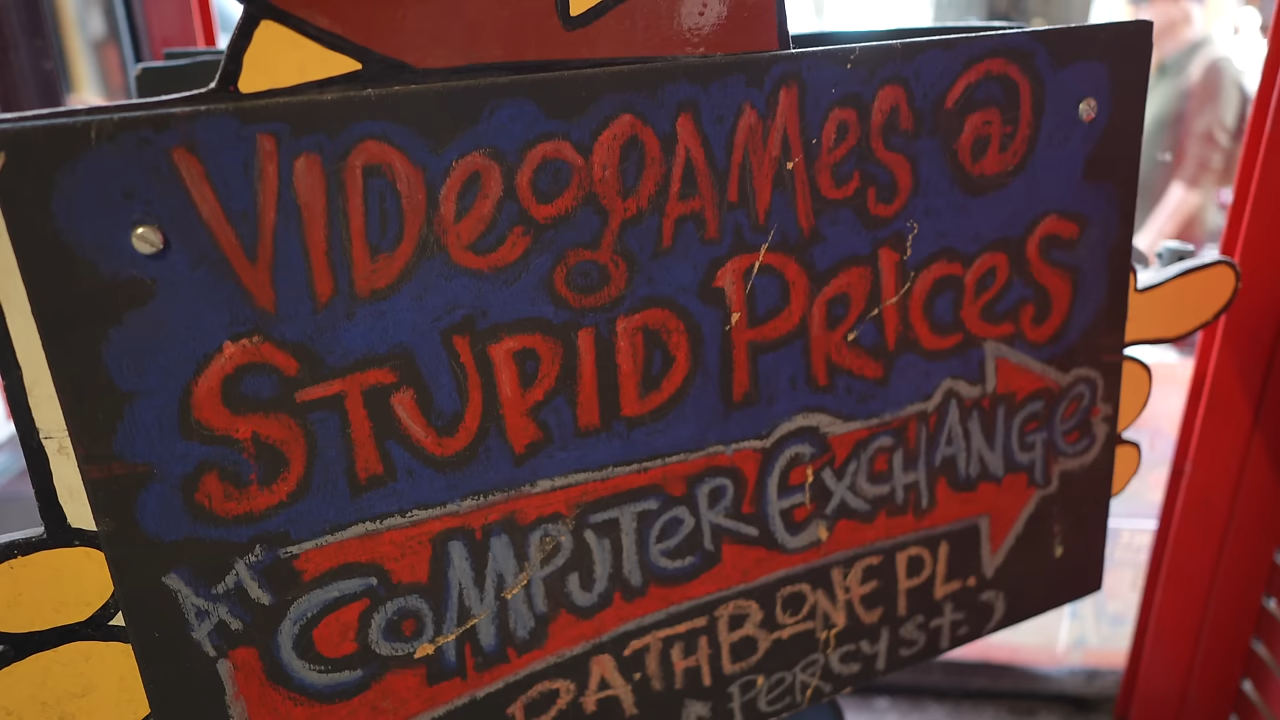 VIDeogAMes @
STUPID PRIces
AT COMPUTER ExCHANGe
RATHBONE PL.
Percy st.)